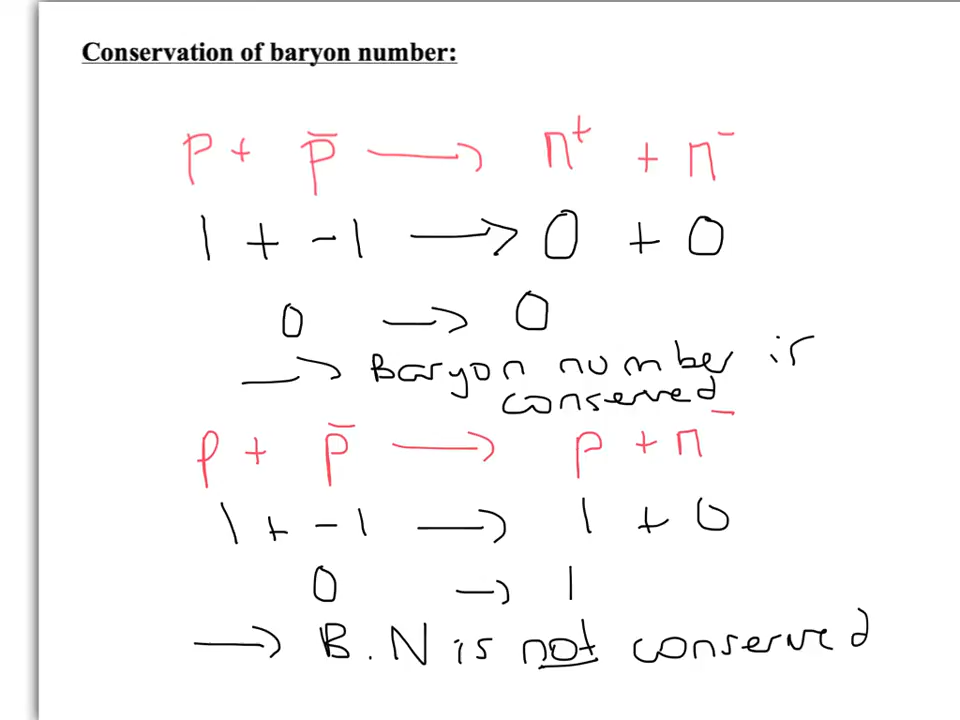 Conservation of baryon number:
p + p̄ → π⁺ + π⁻
1 + -1 → 0 + 0
0 → 0
→ Baryon number is
conserved
p + p̄ → p + π⁻
1 + -1 → 1 + 0
0 → 1
→ B.N is not conserved